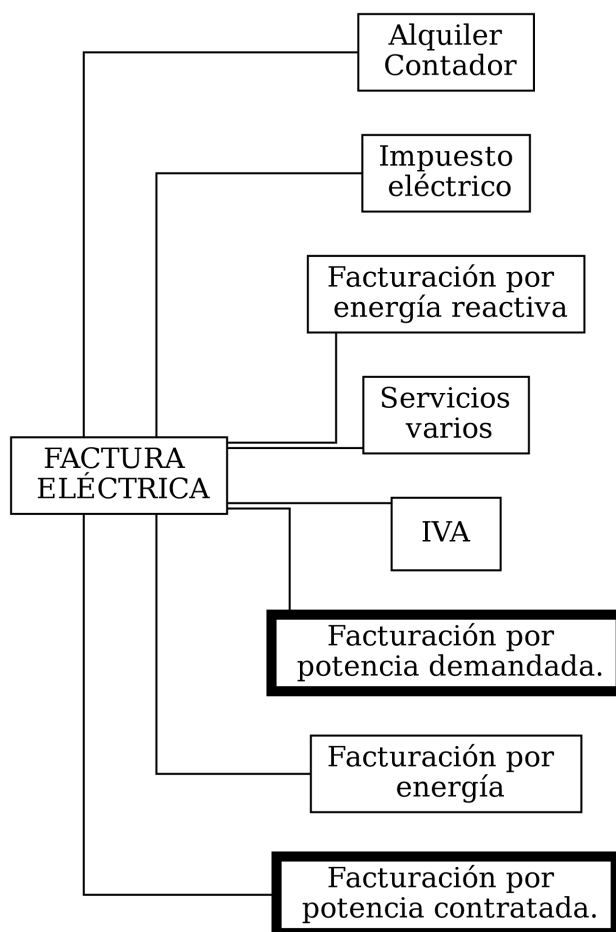 Alquiler
Contador
Impuesto
eléctrico
Facturación por
energía reactiva
Servicios
varios
FACTURA
ELÉCTRICA
IVA
Facturación por
potencia demandada.
Facturación por
energía
Facturación por
potencia contratada.